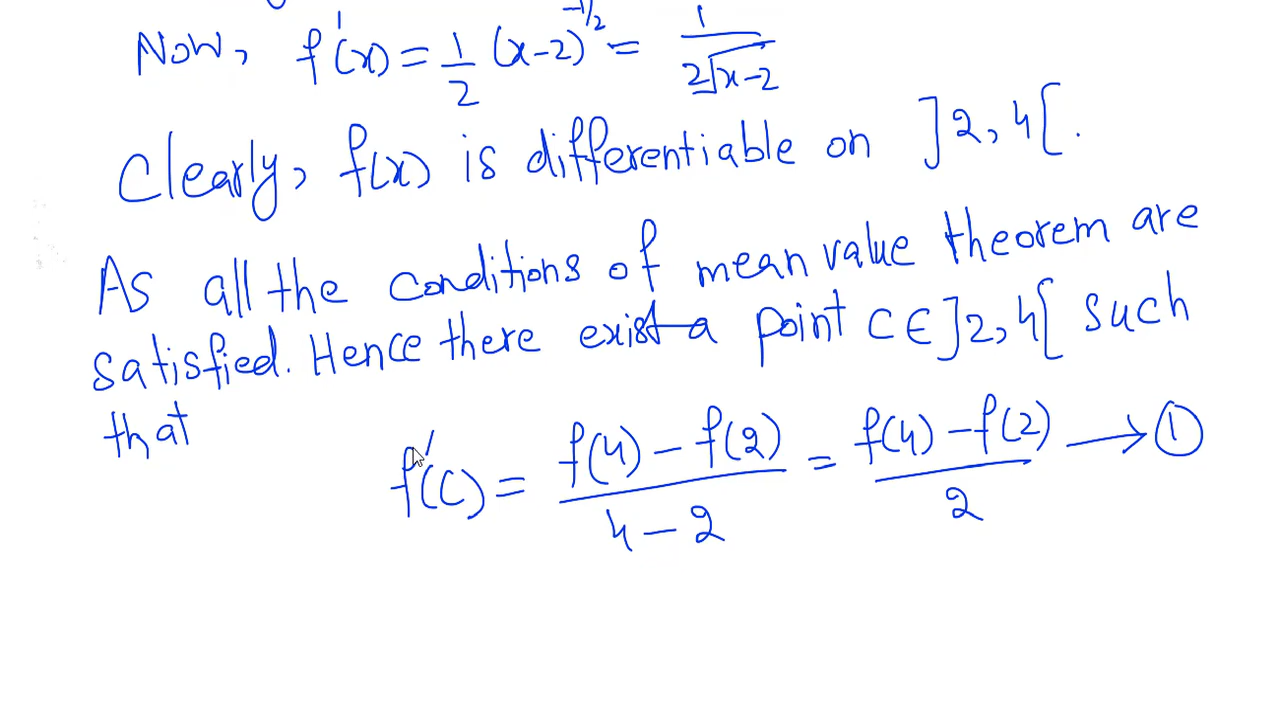 Now, f'(x) = 1/2 (x-2)^-1/2 = 1/2√x-2
Clearly, f(x) is differentiable on ]2,4[.
As all the conditions of mean value theorem are
satisfied. Hence there exist a point C ∈ ]2,4[ such
that
f'(C) = f(4) - f(2)/4 - 2 = f(4) - f(2)/2 → ①